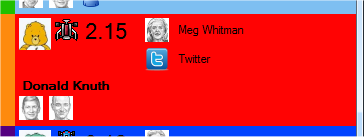 2.15
Meg Whitman
Twitter
Donald Knuth